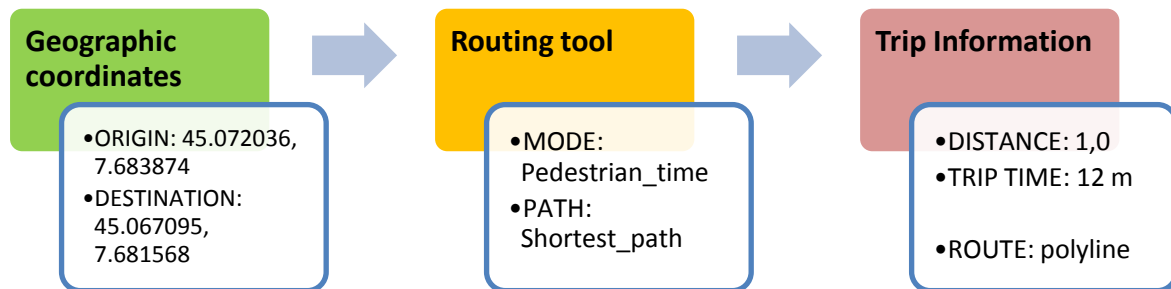 Geographic
coordinates
•ORIGIN: 45.072036,
7.683874
•DESTINATION:
45.067095,
7.681568
Routing tool
•MODE:
Pedestrian_time
•PATH:
Shortest_path
Trip Information
•DISTANCE: 1,0
•TRIP TIME: 12 m
•ROUTE: polyline